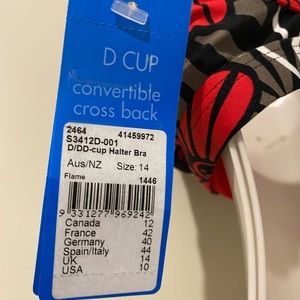 D CUP
convertible
cross back
2464 41459972
S3412D-001
D/DD-cup Halter Bra
Aus/NZ Size: 14
Flame 1446
9 331277 969242
Canada 12
France 42
Germany 40
Spain/Italy 44
UK 14
USA 10